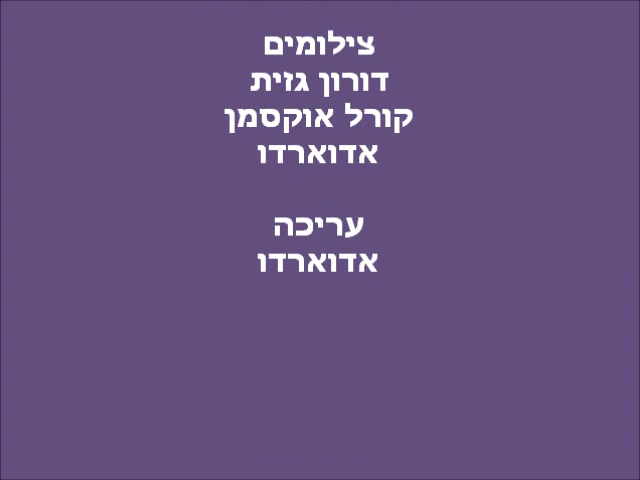 צילומים
דורון גזית
קורל אוקסמן
אדוארדו
עריכה
אדוארדו